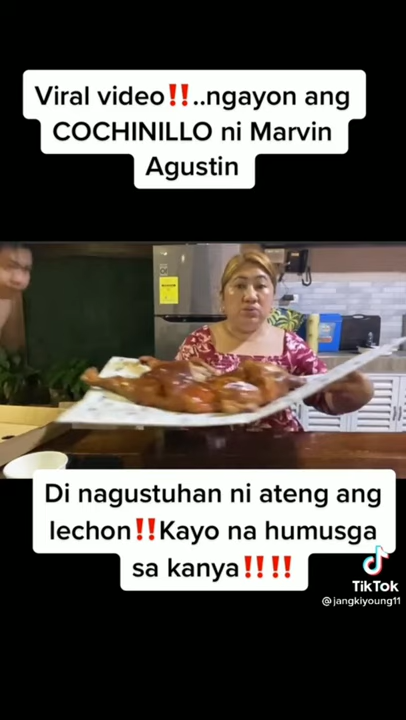 Viral video‼️..ngayon ang
COCHINILLO ni Marvin
Agustin
Di nagustuhan ni ateng ang
lechon‼️Kayo na humusga
sa kanya‼️‼️
TikTok
@jangkiyoung11